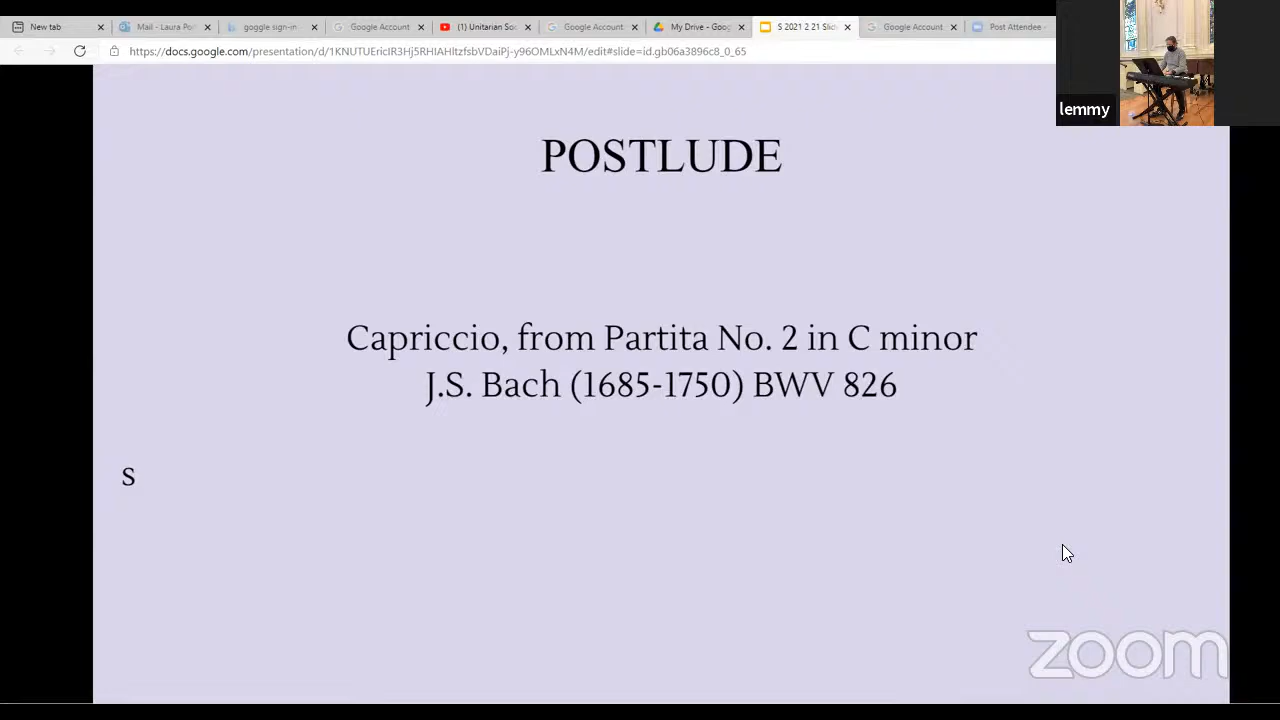 New tab
Mail - Laura Po
goggle sign-in
Google Account
(1) Unitarian So
Google Account
My Drive - Goog
S 2021 2 21 Slid
Google Account
Post Attendee -
https://docs.google.com/presentation/d/1KNUTUEricIR3Hj5RHIAHItzfsbVDaiPJ-y96OMLxN4M/edit#slide=id.gb06a3896c8_0_65
lemmy
POSTLUDE
Capriccio, from Partita No. 2 in C minor
J.S. Bach (1685-1750) BWV 826
s
zoom